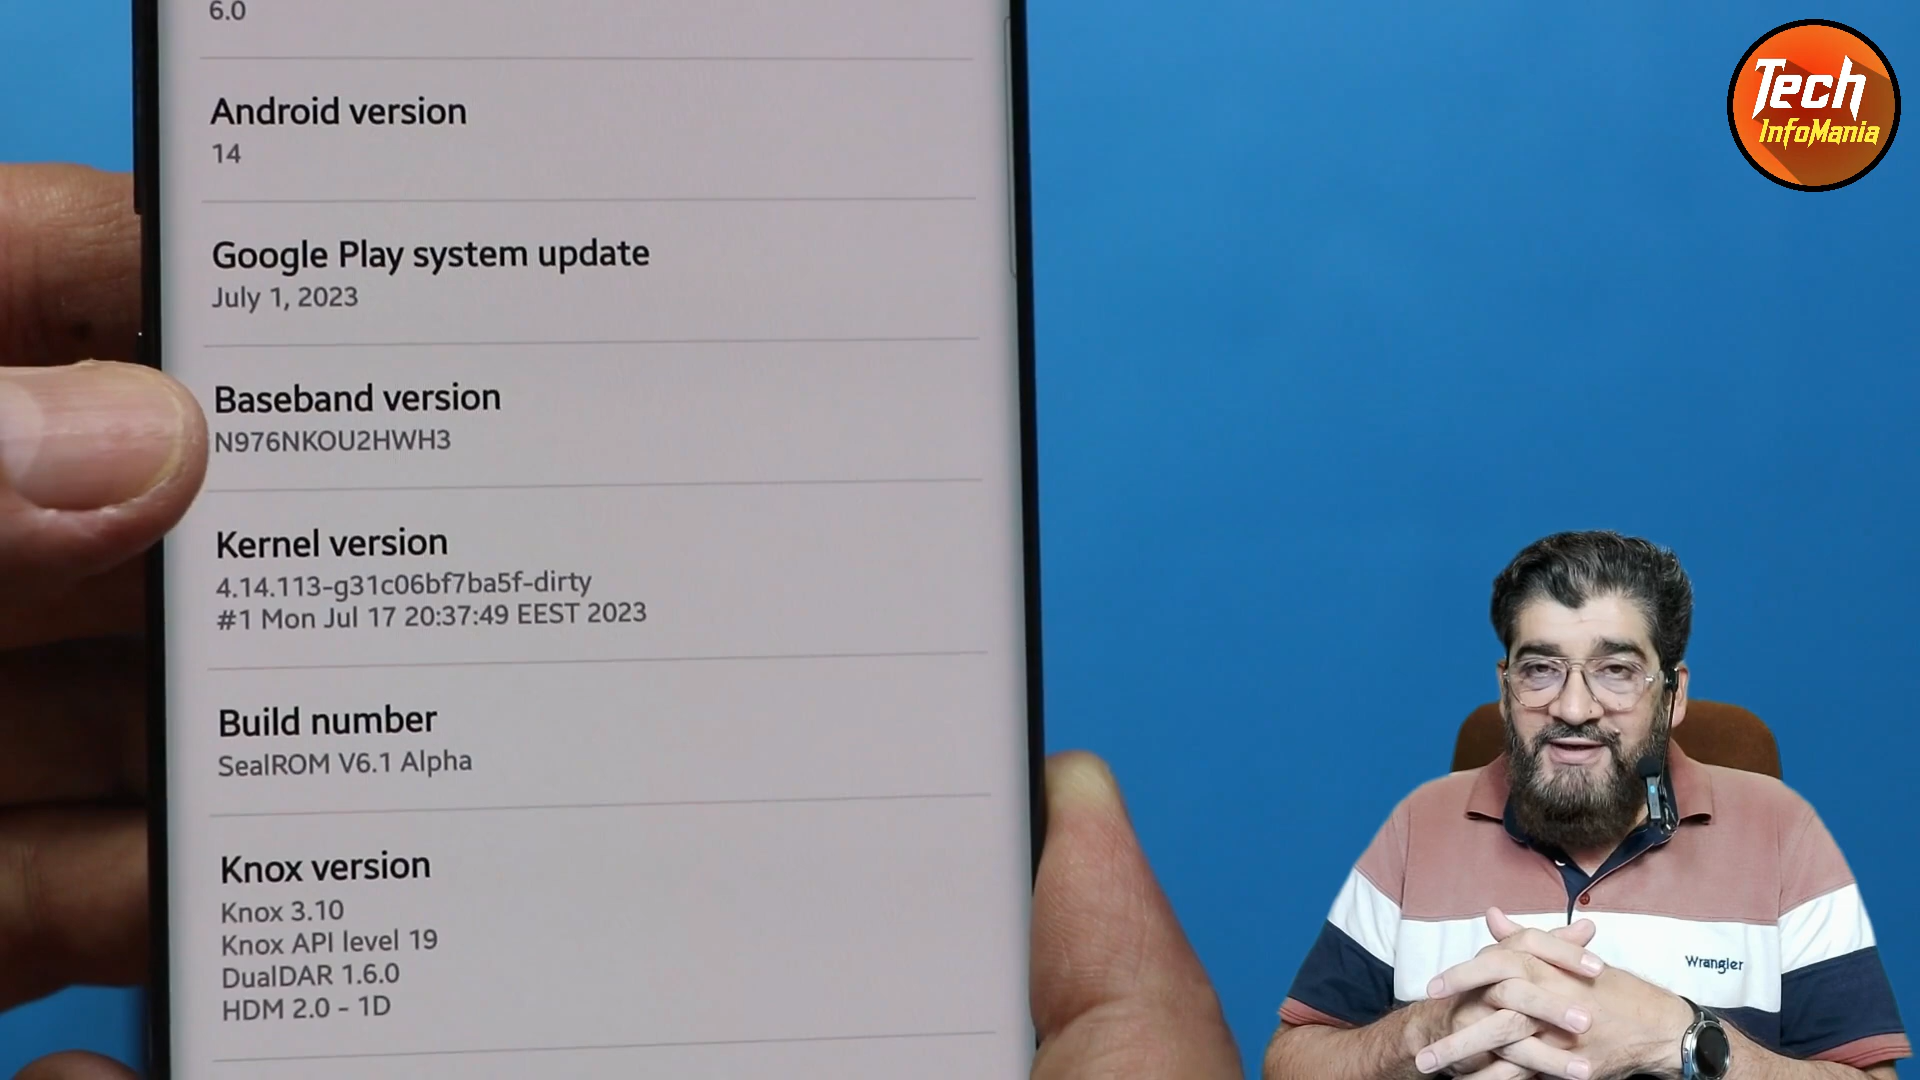 6.0
Android version
14
Google Play system update
July 1, 2023
Baseband version
N976NKOU2HWH3
Kernel version
4.14.113-g31c06bf7ba5f-dirty
#1 Mon Jul 17 20:37:49 EEST 2023
Build number
SealROM V6.1 Alpha
Knox version
Knox 3.10
Knox API level 19
DualDAR 1.6.0
HDM 2.0 - 1D
Tech
InfoMania
Wrangler